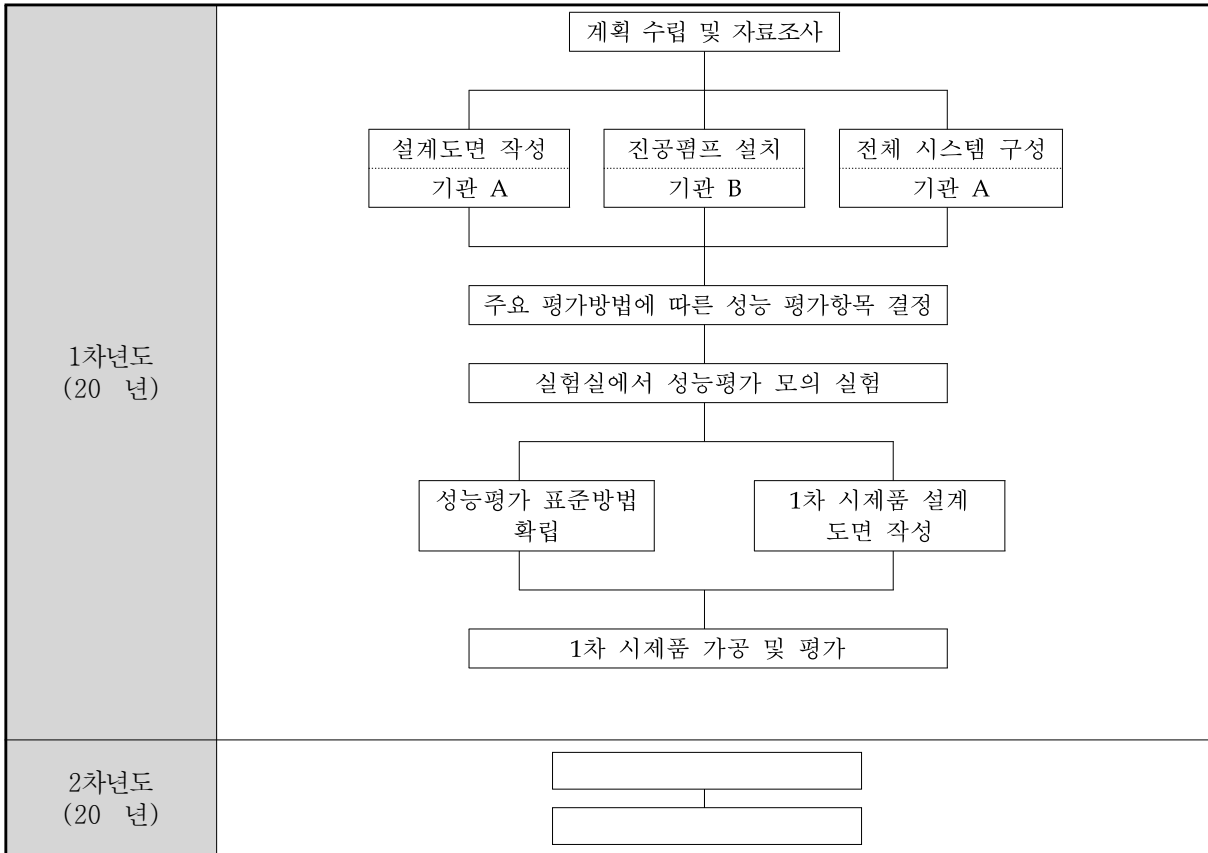 계획 수립 및 자료조사
설계도면 작성
기관 A
진공폄프 설치
기관 B
전체 시스템 구성
기관 A
주요 평가방법에 따른 성능 평가항목 결정
1차년도
(20 년)
실험실에서 성능평가 모의 실험
성능평가 표준방법
확립
1차 시제품 설계
도면 작성
1차 시제품 가공 및 평가
2차년도
(20 년)